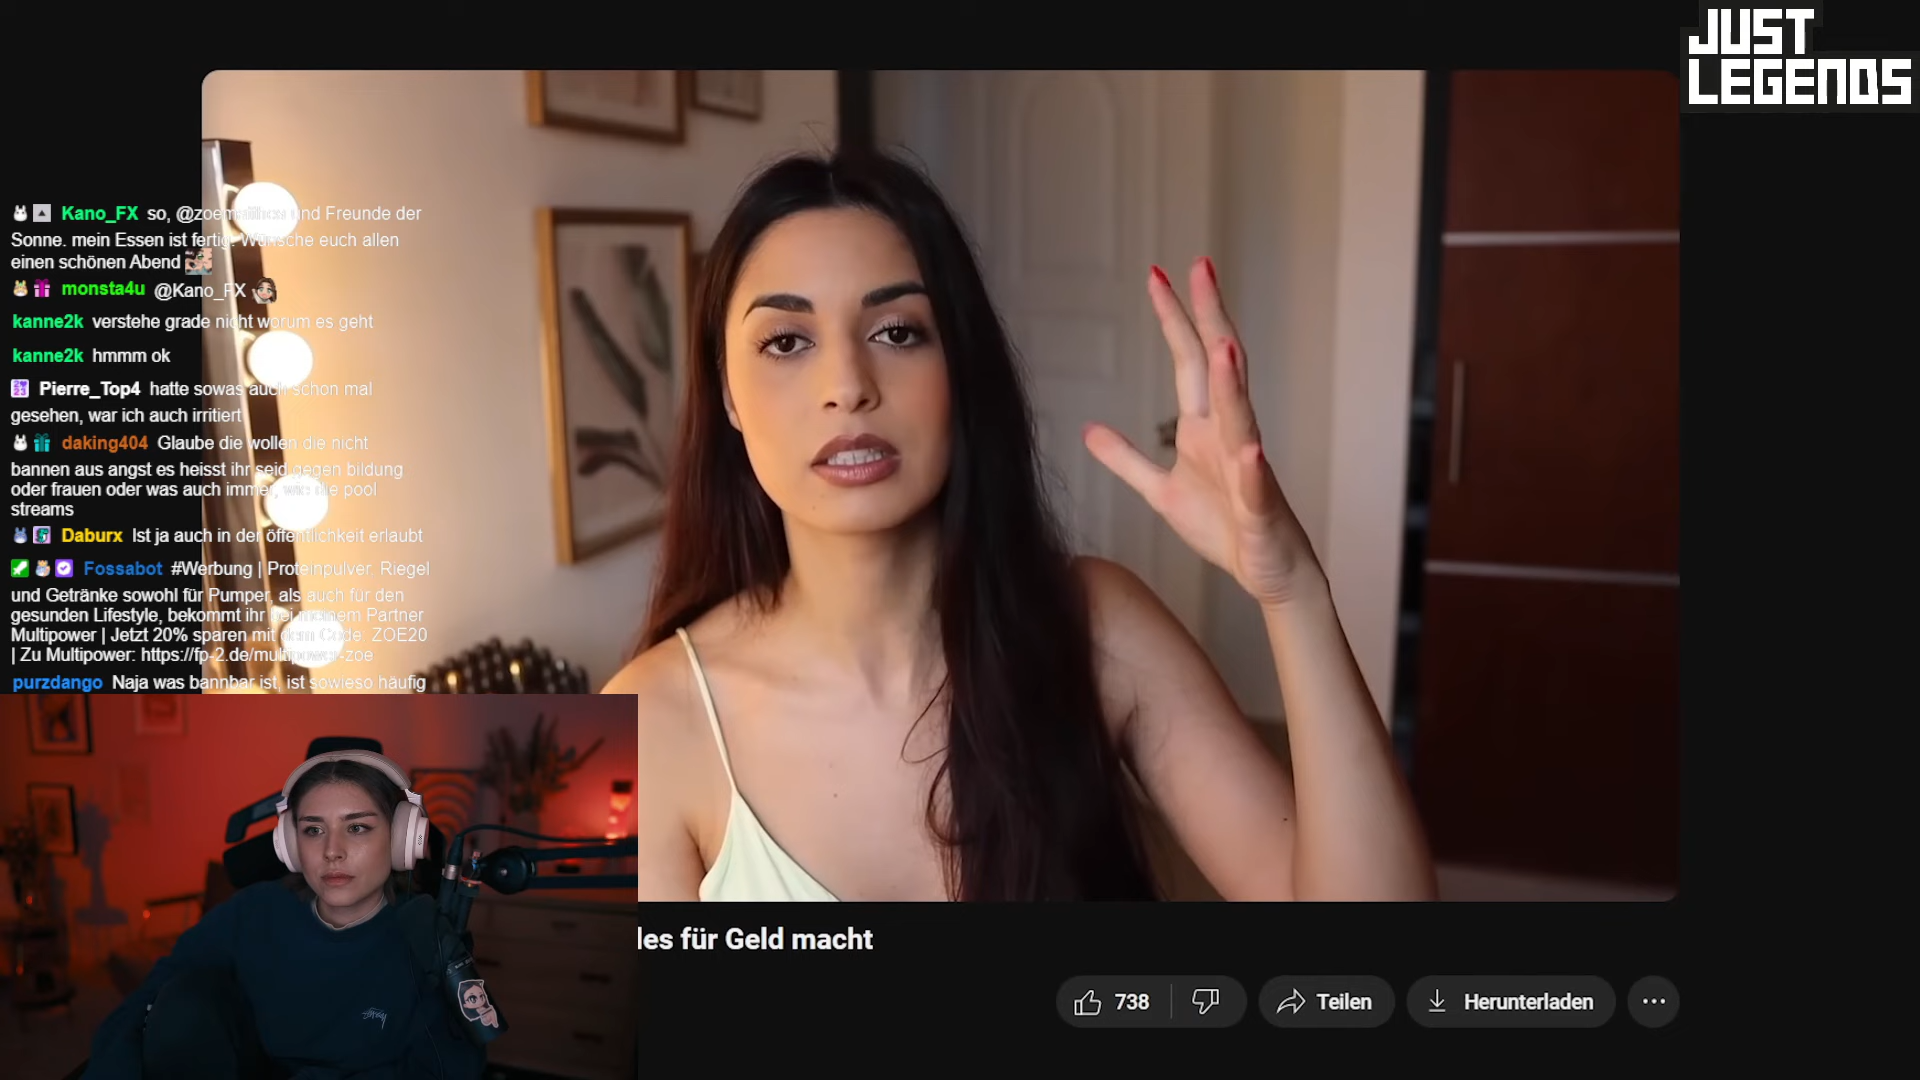 JUST
LEGENDS
Kano_FX so, @zoematthess und Freunde der
Sonne. mein Essen ist fertig. Wünsche euch allen
einen schönen Abend
monsta4u @Kano_FX
kanne2k verstehe grade nicht worum es geht
kanne2k hmmm ok
Pierre_Top4 hatte sowas auch schon mal
gesehen, war ich auch irritiert
daking404 Glaube die wollen die nicht
bannen aus angst es heisst ihr seid gegen bildung
oder frauen oder was auch immer, wie die pool
streams
Daburx Ist ja auch in der öffentlichkeit erlaubt
Fossabot #Werbung | Proteinpulver, Riegel
und Getränke sowohl für Pumper, als auch für den
gesunden Lifestyle, bekommt ihr bei meinem Partner
Multipower | Jetzt 20% sparen mit dem Code: ZOE20
| Zu Multipower: https://fp-2.de/multipower-zoe
purzdango Naja was bannbar ist, ist sowieso häufig
les für Geld macht
738
Teilen
Herunterladen